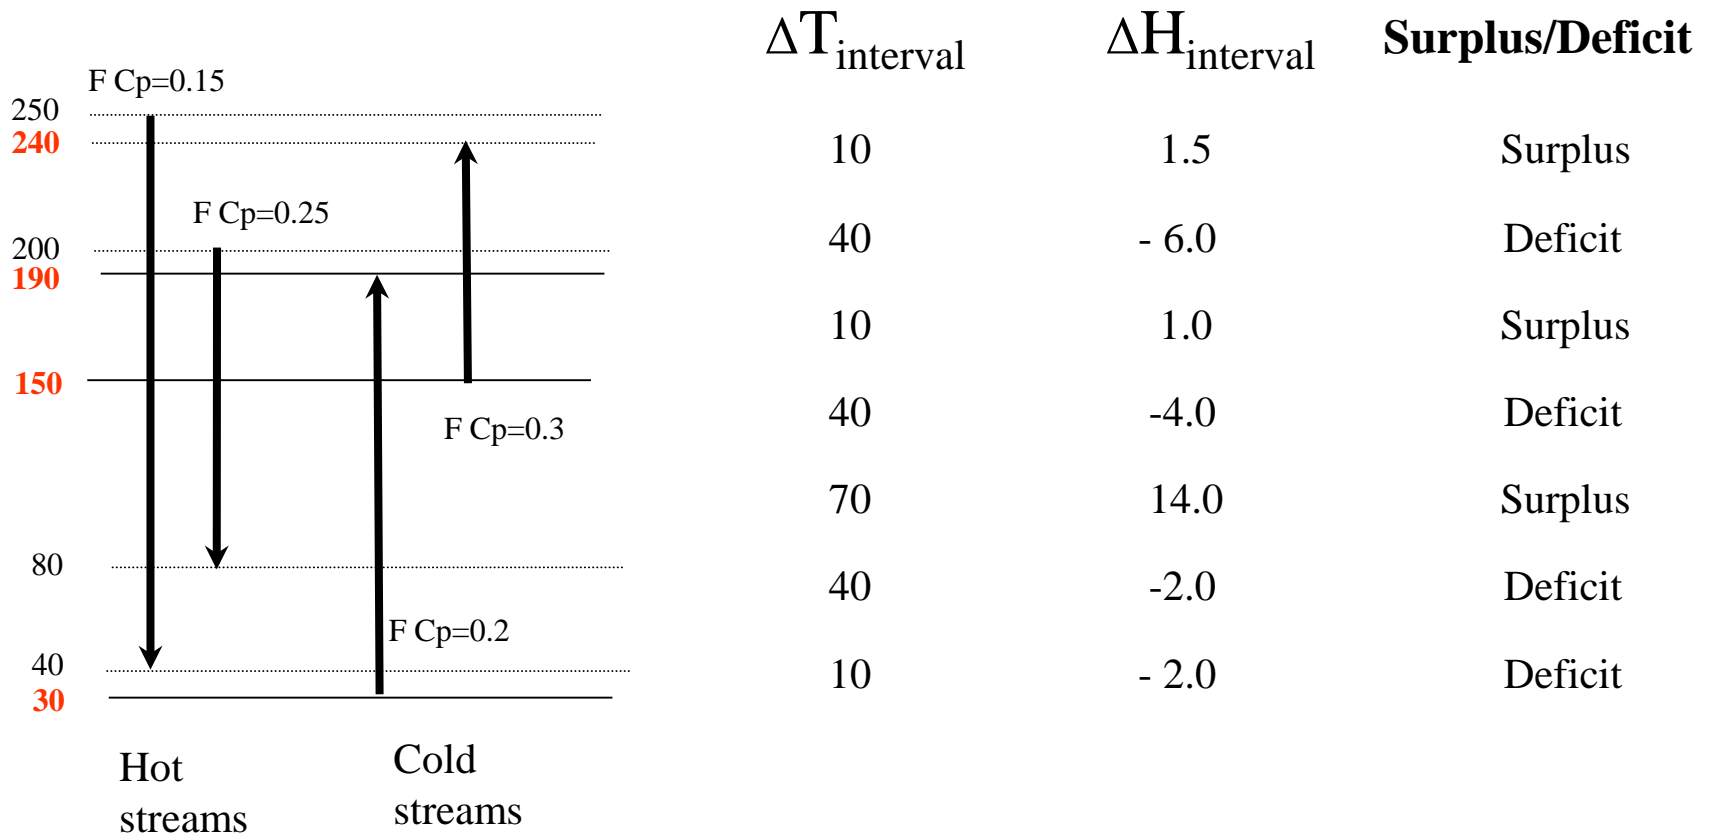 ΔTinterval ΔHinterval Surplus/Deficit
F Cp=0.15
250
240
10 1.5 Surplus
F Cp=0.25
200
40 - 6.0 Deficit
190
10 1.0 Surplus
150
40 -4.0 Deficit
F Cp=0.3
70 14.0 Surplus
80
40 -2.0 Deficit
F Cp=0.2
40
10 - 2.0 Deficit
30
Hot
streams
Cold
streams